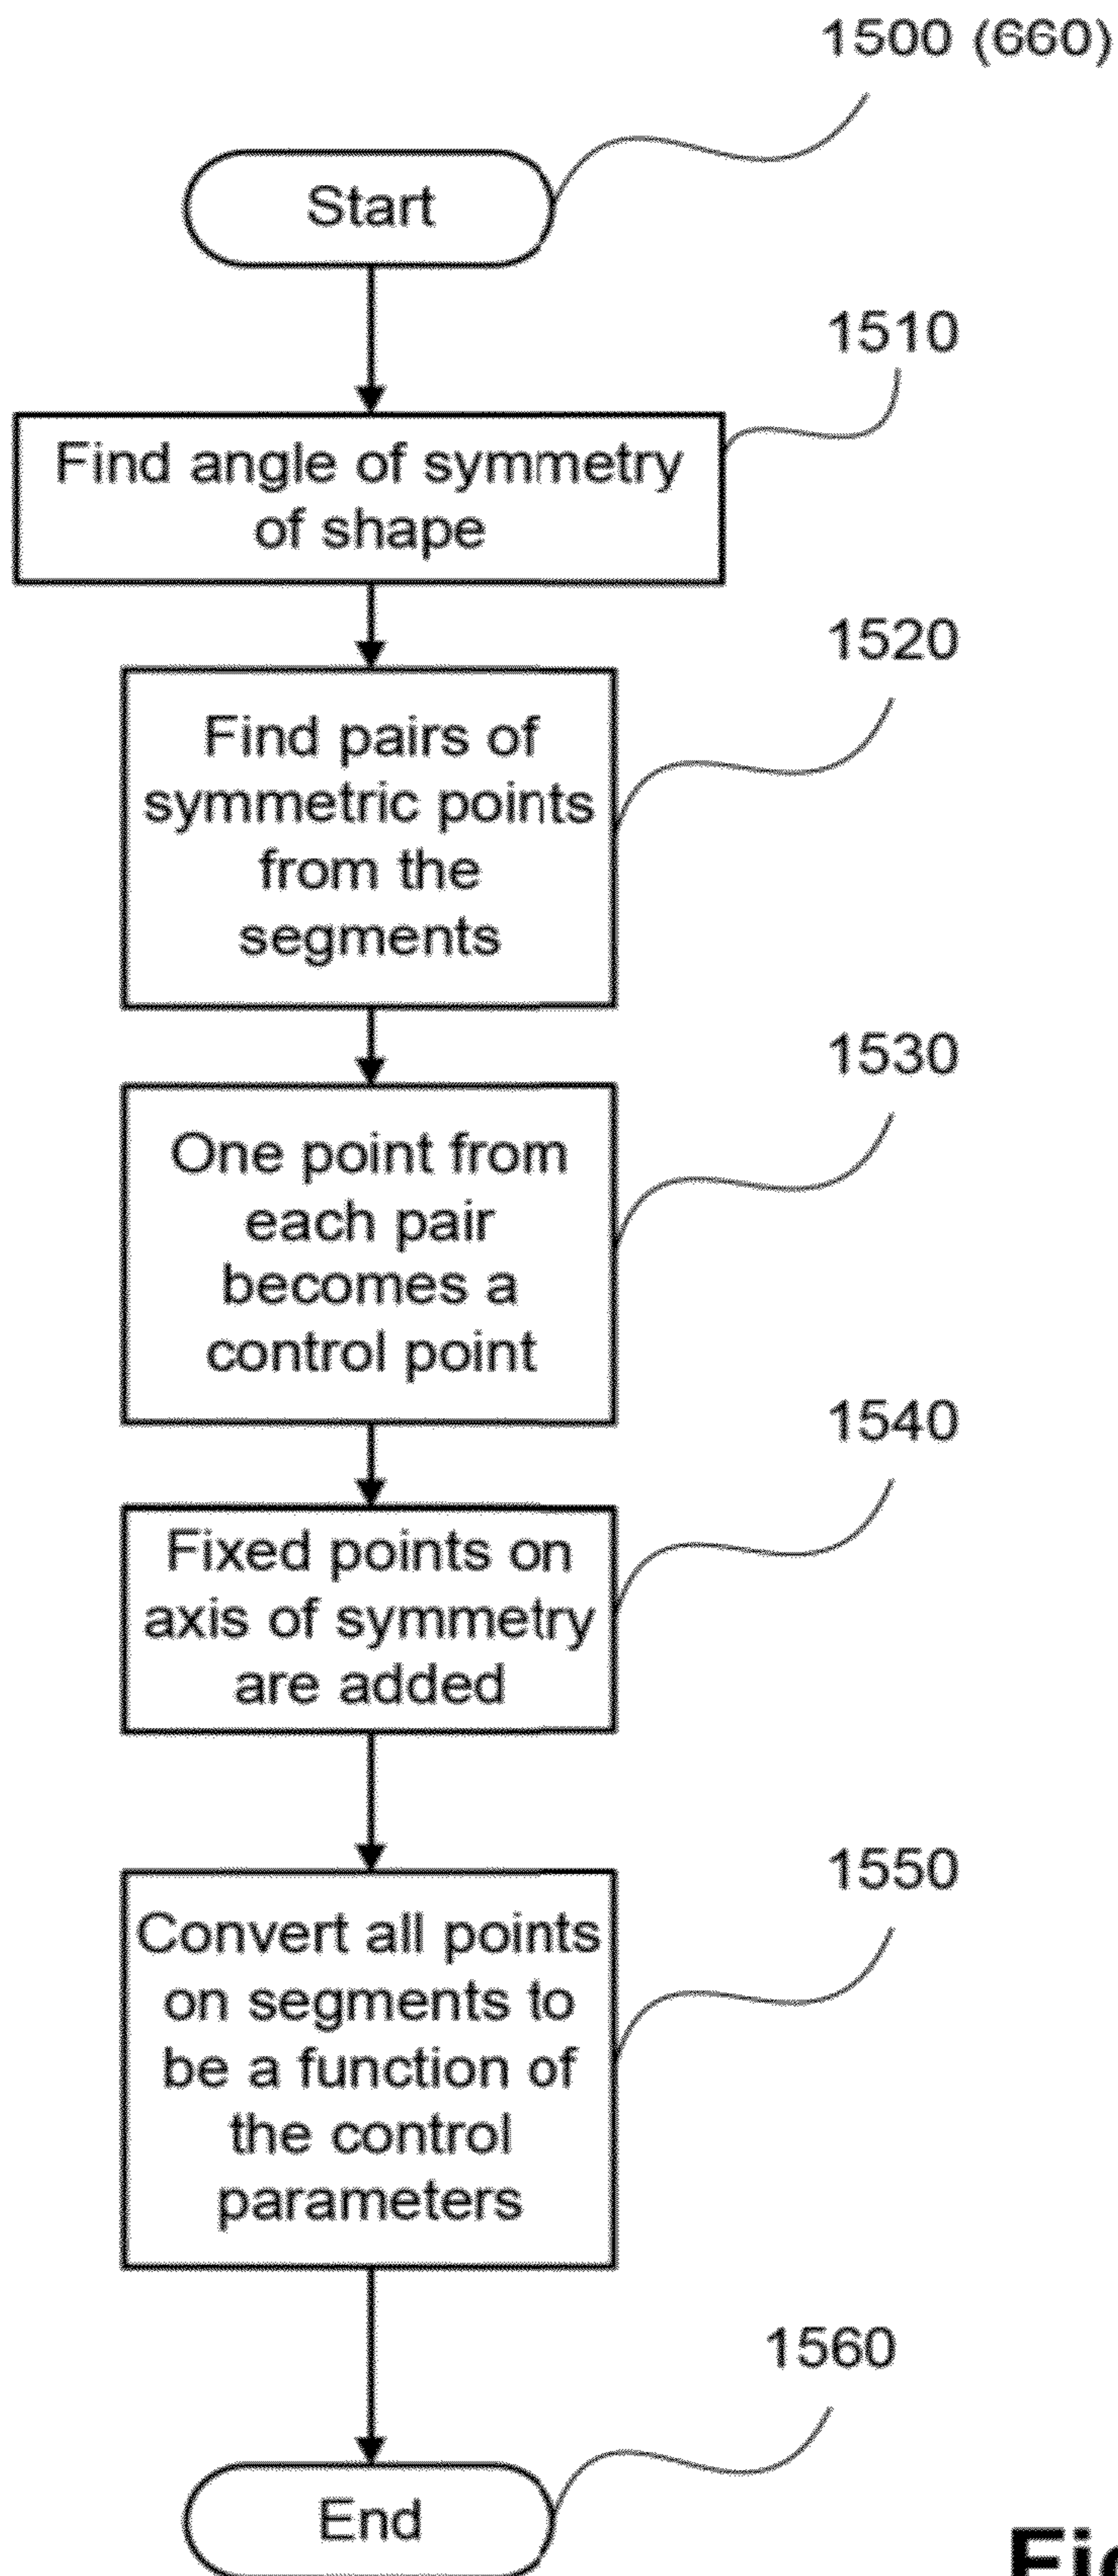 1500 (660)
Start
1510
Find angle of symmetry
of shape
1520
Find pairs of
symmetric points
from the
segments
1530
One point from
each pair
becomes a
control point
1540
Fixed points on
axis of symmetry
are added
1550
Convert all points
on segments to
be a function of
the control
parameters
1560
End